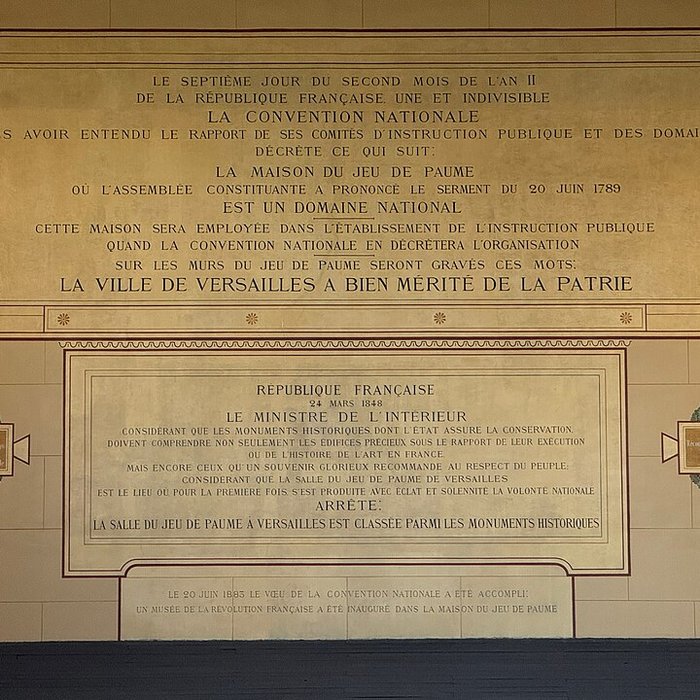 LE SEPTIÈME JOUR DU SECOND MOIS DE L'AN II
DE LA RÉPUBLIQUE FRANÇAISE. UNE ET INDIVISIBLE
LA CONVENTION NATIONALE
S AVOIR ENTENDU LE RAPPORT DE SES COMITÉS D'INSTRUCTION PUBLIQUE ET DES DOMAI
DÉCRÈTE CE QUI SUIT:
LA MAISON DU JEU DE PAUME
OÙ L'ASSEMBLÉE CONSTITUANTE A PRONONCÉ LE SERMENT DU 20 JUIN 1789
EST UN DOMAINE NATIONAL
CETTE MAISON SERA EMPLOYÉE DANS L'ÉTABLISSEMENT DE L'INSTRUCTION PUBLIQUE
QUAND LA CONVENTION NATIONALE EN DÉCRÈTERA L'ORGANISATION
SUR LES MURS DU JEU DE PAUME SERONT GRAVÉS CES MOTS:
LA VILLE DE VERSAILLES A BIEN MÉRITÉ DE LA PATRIE
RÉPUBLIQUE FRANÇAISE
24 MARS 1848
LE MINISTRE DE L'INTÉRIEUR
CONSIDÉRANT QUE LES MONUMENTS HISTORIQUES, DONT L'ÉTAT ASSURE LA CONSERVATION,
DOIVENT COMPRENDRE NON SEULEMENT LES ÉDIFICES PRÉCIEUX SOUS LE RAPPORT DE LEUR EXÉCUTION
OU DE L'HISTOIRE DE L'ART EN FRANCE,
MAIS ENCORE CEUX QU'UN SOUVENIR GLORIEUX RECOMMANDE AU RESPECT DU PEUPLE;
CONSIDÉRANT QUE LA SALLE DU JEU DE PAUME DE VERSAILLES
EST LE LIEU OÙ POUR LA PREMIÈRE FOIS S'EST PRODUITE AVEC ÉCLAT ET SOLENNITÉ LA VOLONTÉ NATIONALE
ARRÊTE:
LA SALLE DU JEU DE PAUME À VERSAILLES EST CLASSÉE PARMI LES MONUMENTS HISTORIQUES
LE 20 JUIN 1883 LE VŒU DE LA CONVENTION NATIONALE A ÉTÉ ACCOMPLI:
UN MUSÉE DE LA RÉVOLUTION FRANÇAISE A ÉTÉ INAUGURÉ DANS LA MAISON DU JEU DE PAUME